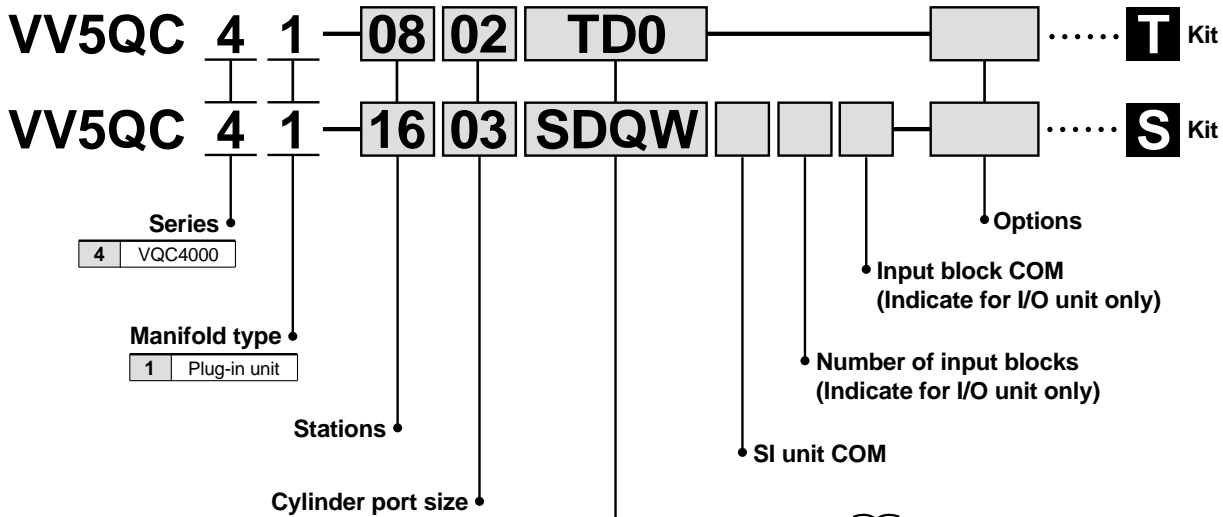 VV5QC 4 1 - 08 02 TD0 ...... T Kit
VV5QC 4 1 - 16 03 SDQW - ...... S Kit
Series
4 VQC4000
Manifold type
1 Plug-in unit
Stations
Cylinder port size
SI unit COM
Number of input blocks
(Indicate for I/O unit only)
Input block COM
(Indicate for I/O unit only)
Options